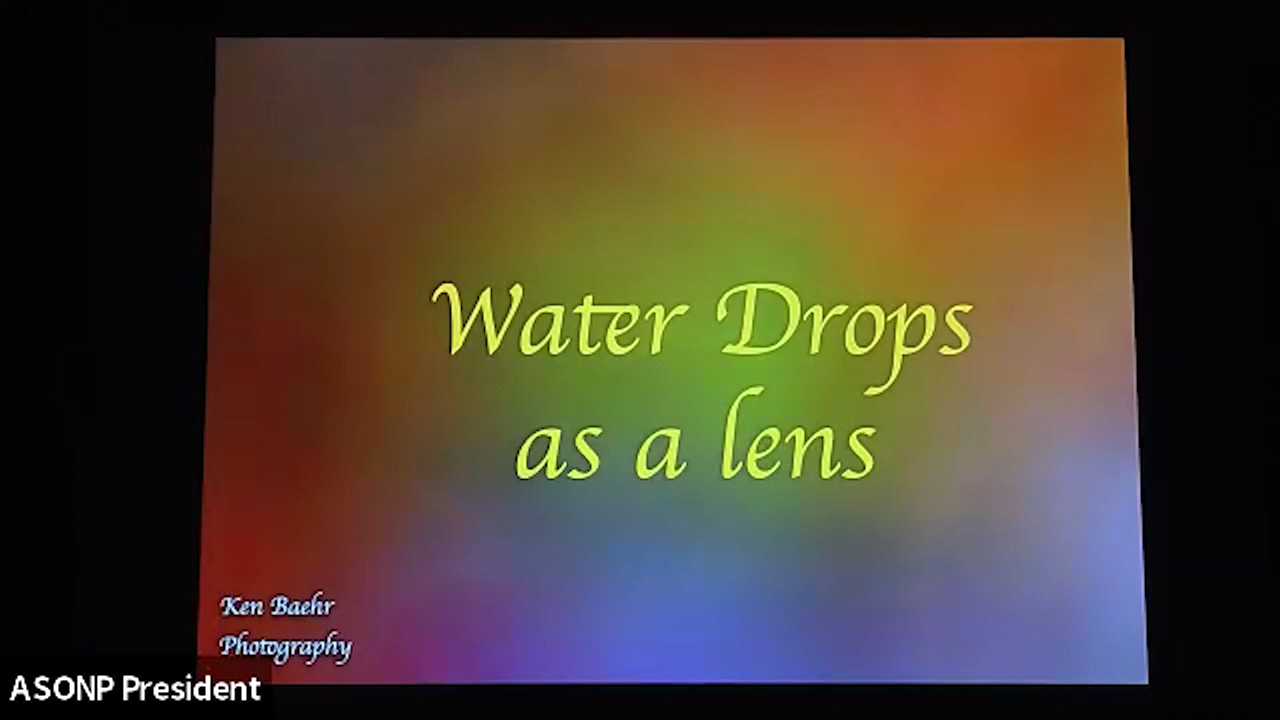 Water Drops
as a lens
Ken Baehr
Photography
ASONP President